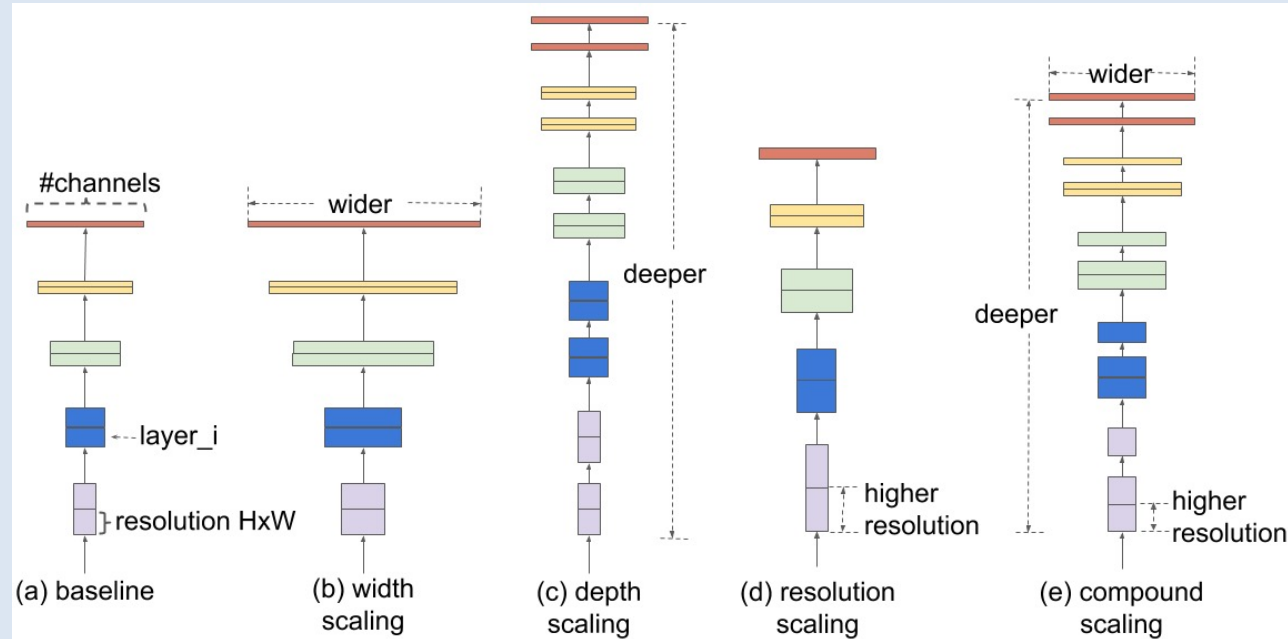 #channels
layer_i
resolution HxW
(a) baseline
wider
(b) width
scaling
deeper
(c) depth
scaling
higher
resolution
(d) resolution
scaling
wider
deeper
higher
resolution
(e) compound
scaling